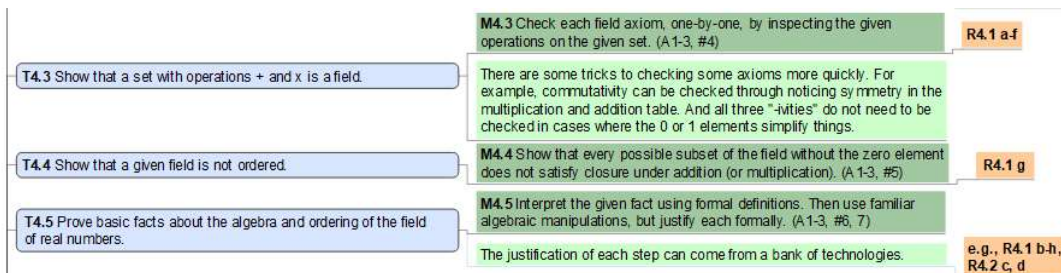 M4.3 Check each field axiom, one-by-one, by inspecting the given
operations on the given set. (A1-3, #4)
R4.1 a-f
T4.3 Show that a set with operations + and x is a field.
There are some tricks to checking some axioms more quickly. For
example, commutativity can be checked through noticing symmetry in the
multiplication and addition table. And all three "-ivities" do not need to be
checked in cases where the 0 or 1 elements simplify things.
T4.4 Show that a given field is not ordered.
M4.4 Show that every possible subset of the field without the zero element
does not satisfy closure under addition (or multiplication). (A1-3, #5)
R4.1 g
T4.5 Prove basic facts about the algebra and ordering of the field
of real numbers.
M4.5 Interpret the given fact using formal definitions. Then use familiar
algebraic manipulations, but justify each formally. (A1-3, #6, 7)
The justification of each step can come from a bank of technologies.
e.g., R4.1 b-h,
R4.2 c, d